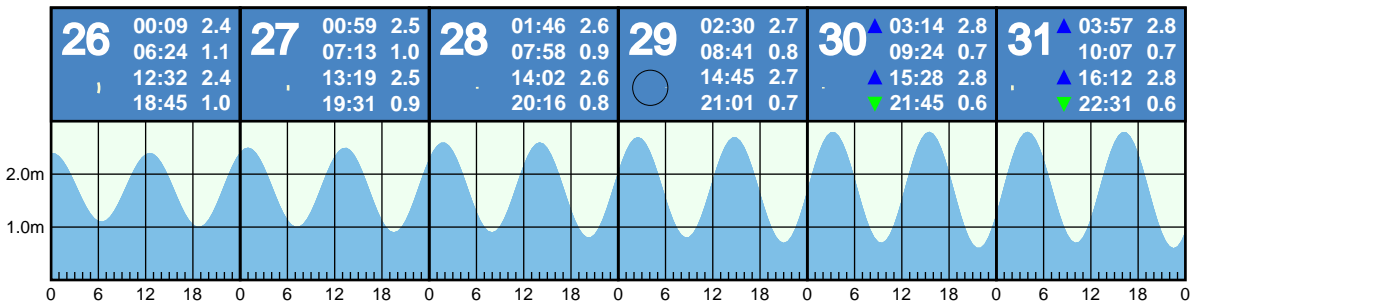 26 00:09 2.4
06:24 1.1
12:32 2.4
18:45 1.0
27 00:59 2.5
07:13 1.0
13:19 2.5
19:31 0.9
28 01:46 2.6
07:58 0.9
14:02 2.6
20:16 0.8
29 02:30 2.7
08:41 0.8
14:45 2.7
21:01 0.7
30 ▲ 03:14 2.8
09:24 0.7
▲ 15:28 2.8
▼ 21:45 0.6
31 ▲ 03:57 2.8
10:07 0.7
▲ 16:12 2.8
▼ 22:31 0.6
2.0m
1.0m
0 6 12 18 0 6 12 18 0 6 12 18 0 6 12 18 0 6 12 18 0 6 12 18 0